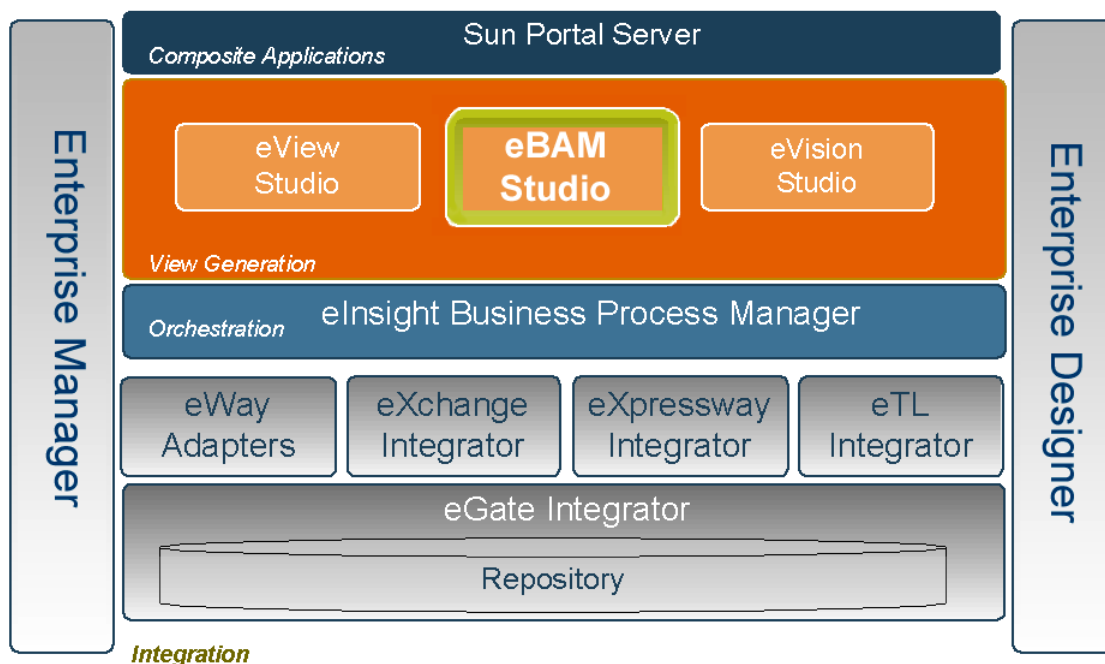 Enterprise Manager
Sun Portal Server
Composite Applications
eView
Studio
eBAM
Studio
eVision
Studio
View Generation
eInsight Business Process Manager
Orchestration
eWay
Adapters
eXchange
Integrator
eXpressway
Integrator
eTL
Integrator
eGate Integrator
Repository
Integration
Enterprise Designer